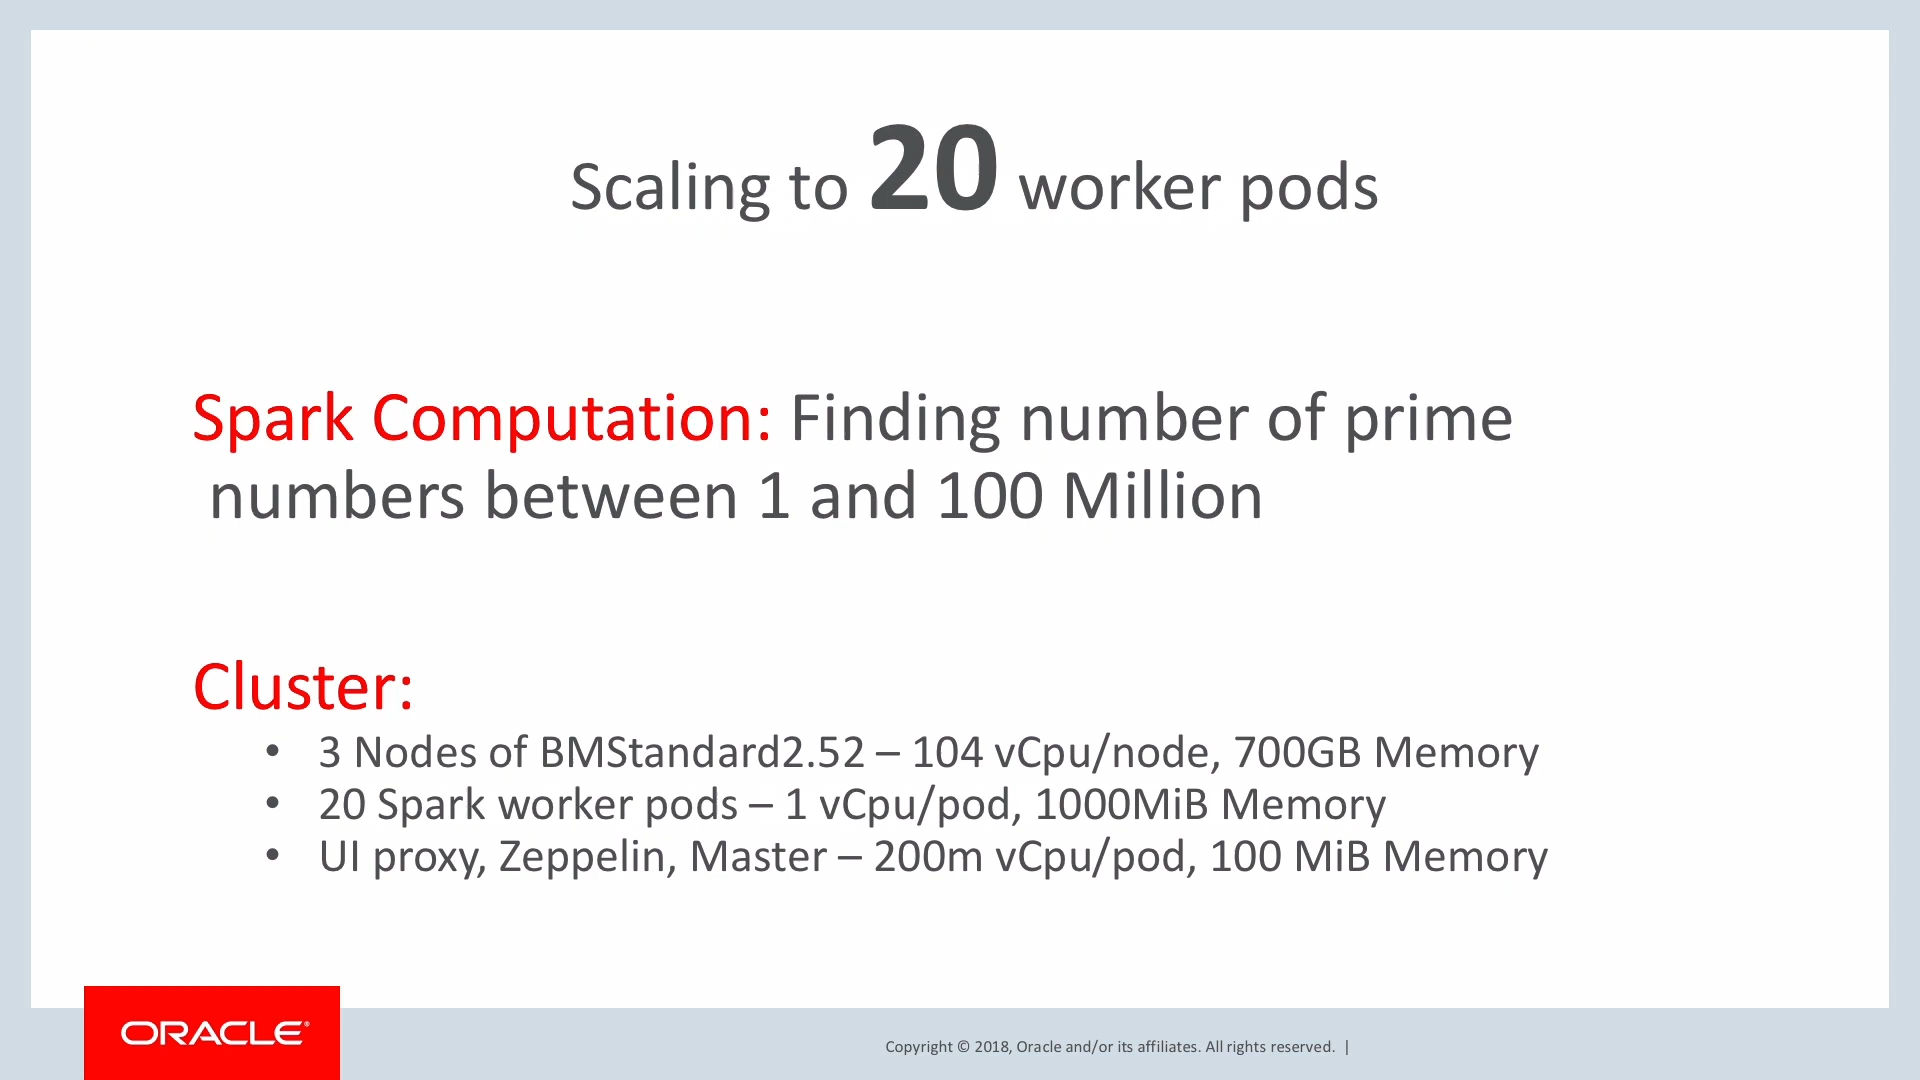 Scaling to 20 worker pods
Spark Computation: Finding number of prime
numbers between 1 and 100 Million
Cluster:
• 3 Nodes of BMStandard2.52 – 104 vCpu/node, 700GB Memory
• 20 Spark worker pods – 1 vCpu/pod, 1000MiB Memory
• UI proxy, Zeppelin, Master – 200m vCpu/pod, 100 MiB Memory
ORACLE®
Copyright © 2018, Oracle and/or its affiliates. All rights reserved. |